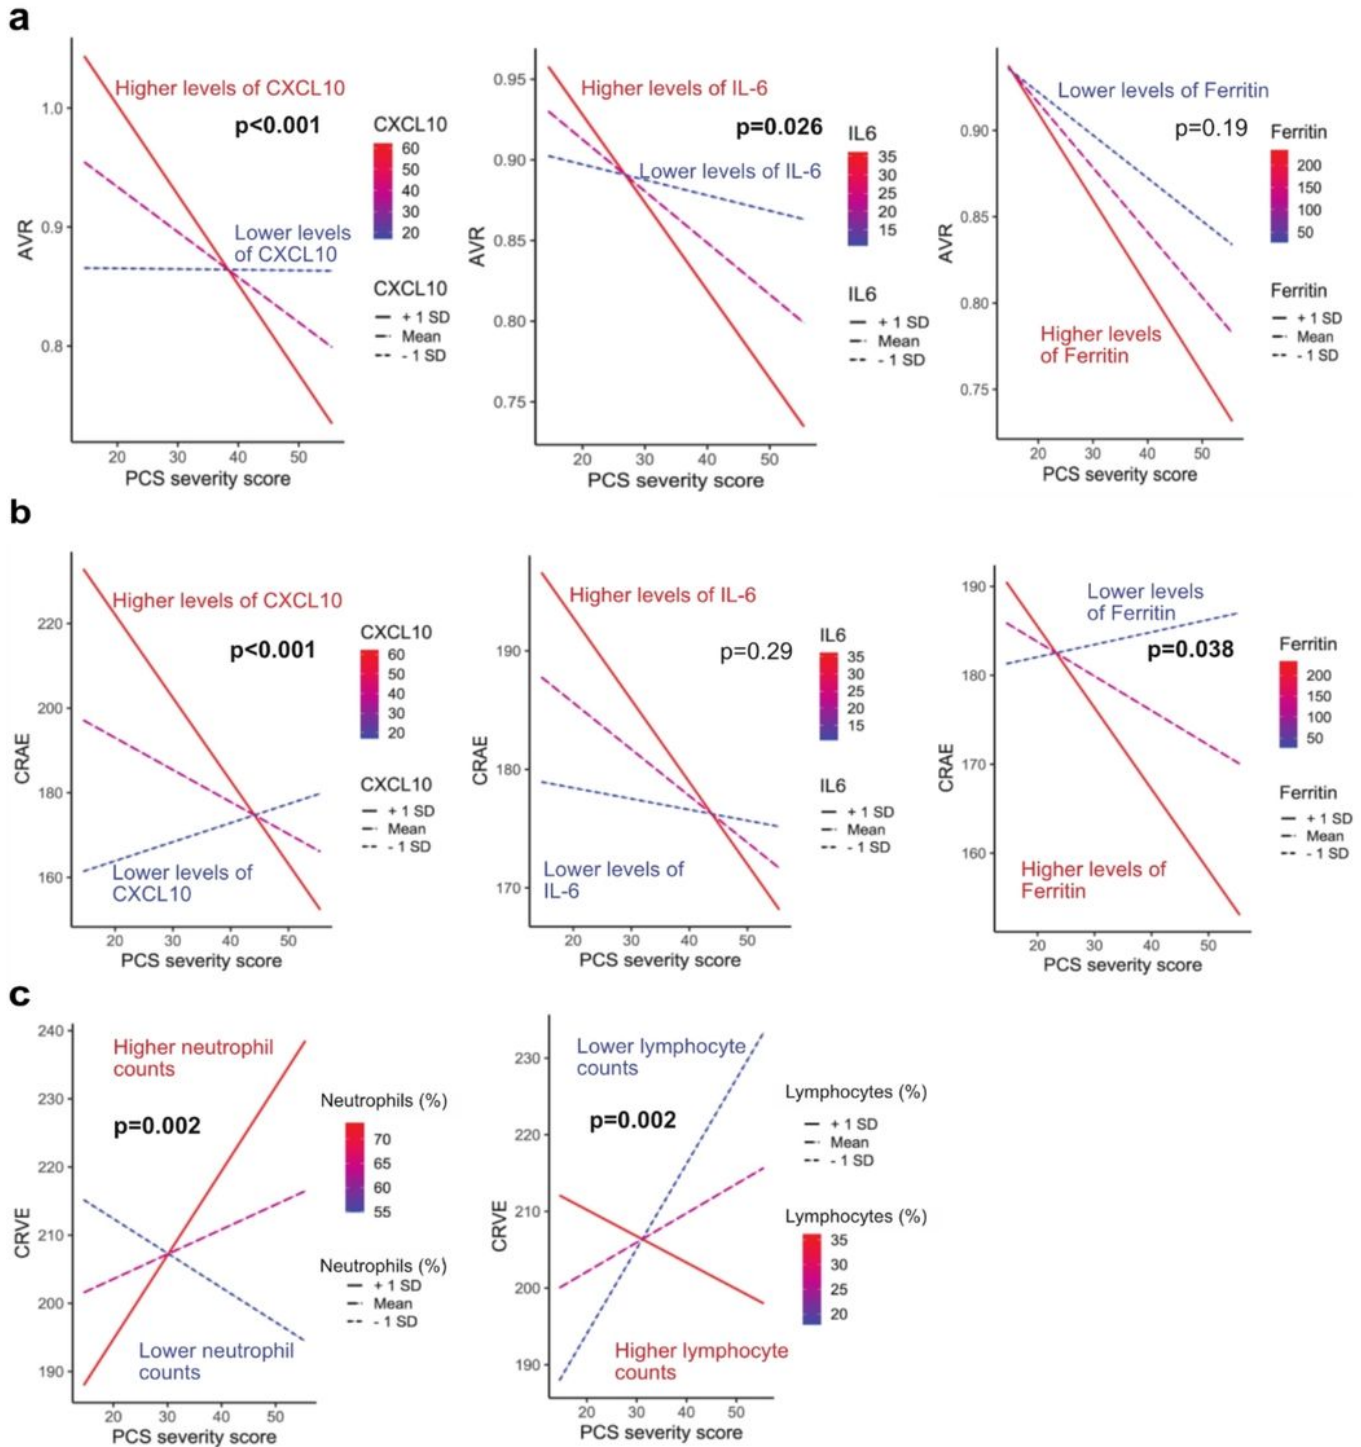 a
Higher levels of CXCL10
p<0.001
Lower levels
of CXCL10
AVR
1.0
0.9
0.8
20 30 40 50
PCS severity score
CXCL10
60
50
40
30
20
CXCL10
+ 1 SD
Mean
- 1 SD
Higher levels of IL-6
p=0.026
Lower levels of IL-6
AVR
0.95
0.90
0.85
0.80
0.75
20 30 40 50
PCS severity score
IL6
35
30
25
20
15
IL6
+ 1 SD
Mean
- 1 SD
Lower levels of Ferritin
p=0.19
Higher levels
of Ferritin
AVR
0.90
0.85
0.80
0.75
20 30 40 50
PCS severity score
Ferritin
200
150
100
50
Ferritin
+ 1 SD
Mean
- 1 SD
b
Higher levels of CXCL10
p<0.001
Lower levels of
CXCL10
CRAE
220
200
180
160
20 30 40 50
PCS severity score
CXCL10
60
50
40
30
20
CXCL10
+ 1 SD
Mean
- 1 SD
Higher levels of IL-6
p=0.29
Lower levels of
IL-6
CRAE
190
180
170
20 30 40 50
PCS severity score
IL6
35
30
25
20
15
IL6
+ 1 SD
Mean
- 1 SD
Lower levels
of Ferritin
p=0.038
Higher levels of
Ferritin
CRAE
190
180
170
160
20 30 40 50
PCS severity score
Ferritin
200
150
100
50
Ferritin
+ 1 SD
Mean
- 1 SD
c
Higher neutrophil
counts
p=0.002
Lower neutrophil
counts
CRVE
240
230
220
210
200
190
20 30 40 50
PCS severity score
Neutrophils (%)
70
65
60
55
Neutrophils (%)
+ 1 SD
Mean
- 1 SD
Lower lymphocyte
counts
p=0.002
Higher lymphocyte
counts
CRVE
230
220
210
200
190
20 30 40 50
PCS severity score
Lymphocytes (%)
+ 1 SD
Mean
- 1 SD
Lymphocytes (%)
35
30
25
20